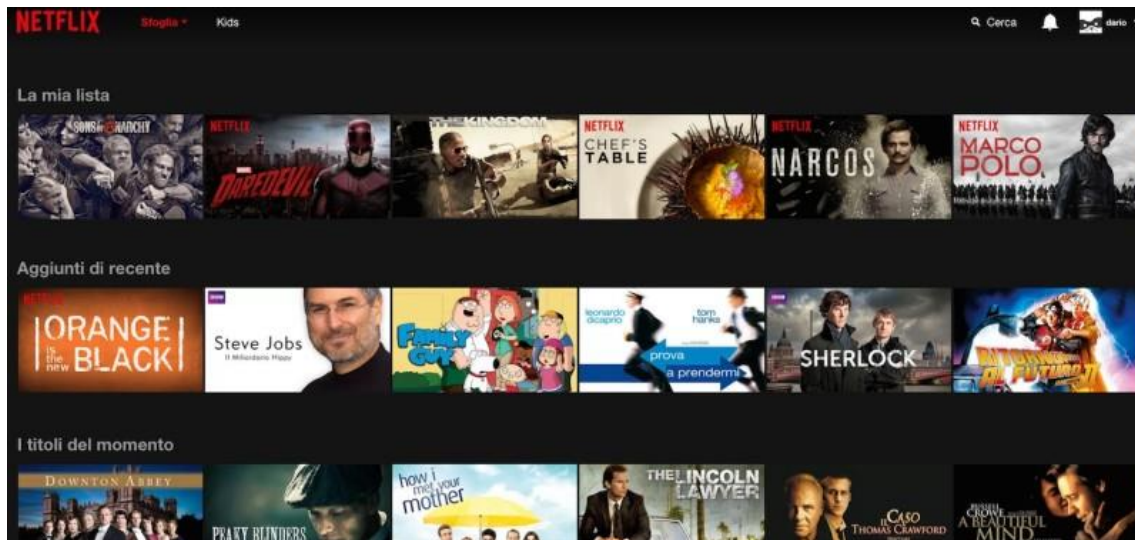 NETFLIX Sfoglia Kids Cerca dario
La mia lista
SONS OF ANARCHY
NETFLIX
MARVEL
DAREDEVIL
THE KINGDOM
NETFLIX
CHEF'S
TABLE
NETFLIX
NARCOS
NETFLIX
MARCO
POLO
Aggiunti di recente
NETFLIX
ORANGE
is
the
new BLACK
BBC
Steve Jobs
Il Miliardario Hippy
FAMILY
GUY
leonardo
dicaprio
tom
hanks
prova
a prendermi
BBC
SHERLOCK
RITORNO
AL FUTURO II
I titoli del momento
DOWNTON ABBEY
PEAKY BLINDERS
how i
met your
mother
THE LINCOLN
LAWYER
IL CASO
THOMAS CRAWFORD
RUSSELL
CROWE
A BEAUTIFUL
MIND